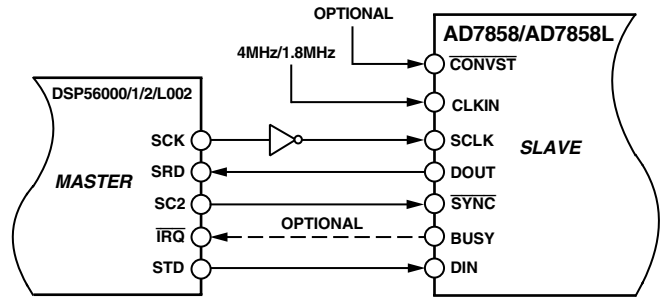 OPTIONAL
AD7858/AD7858L
4MHz/1.8MHz
CONVST
DSP56000/1/2/L002
CLKIN
SCK
SCLK
SLAVE
SRD
DOUT
MASTER
SC2
SYNC
OPTIONAL
IRQ
BUSY
STD
DIN